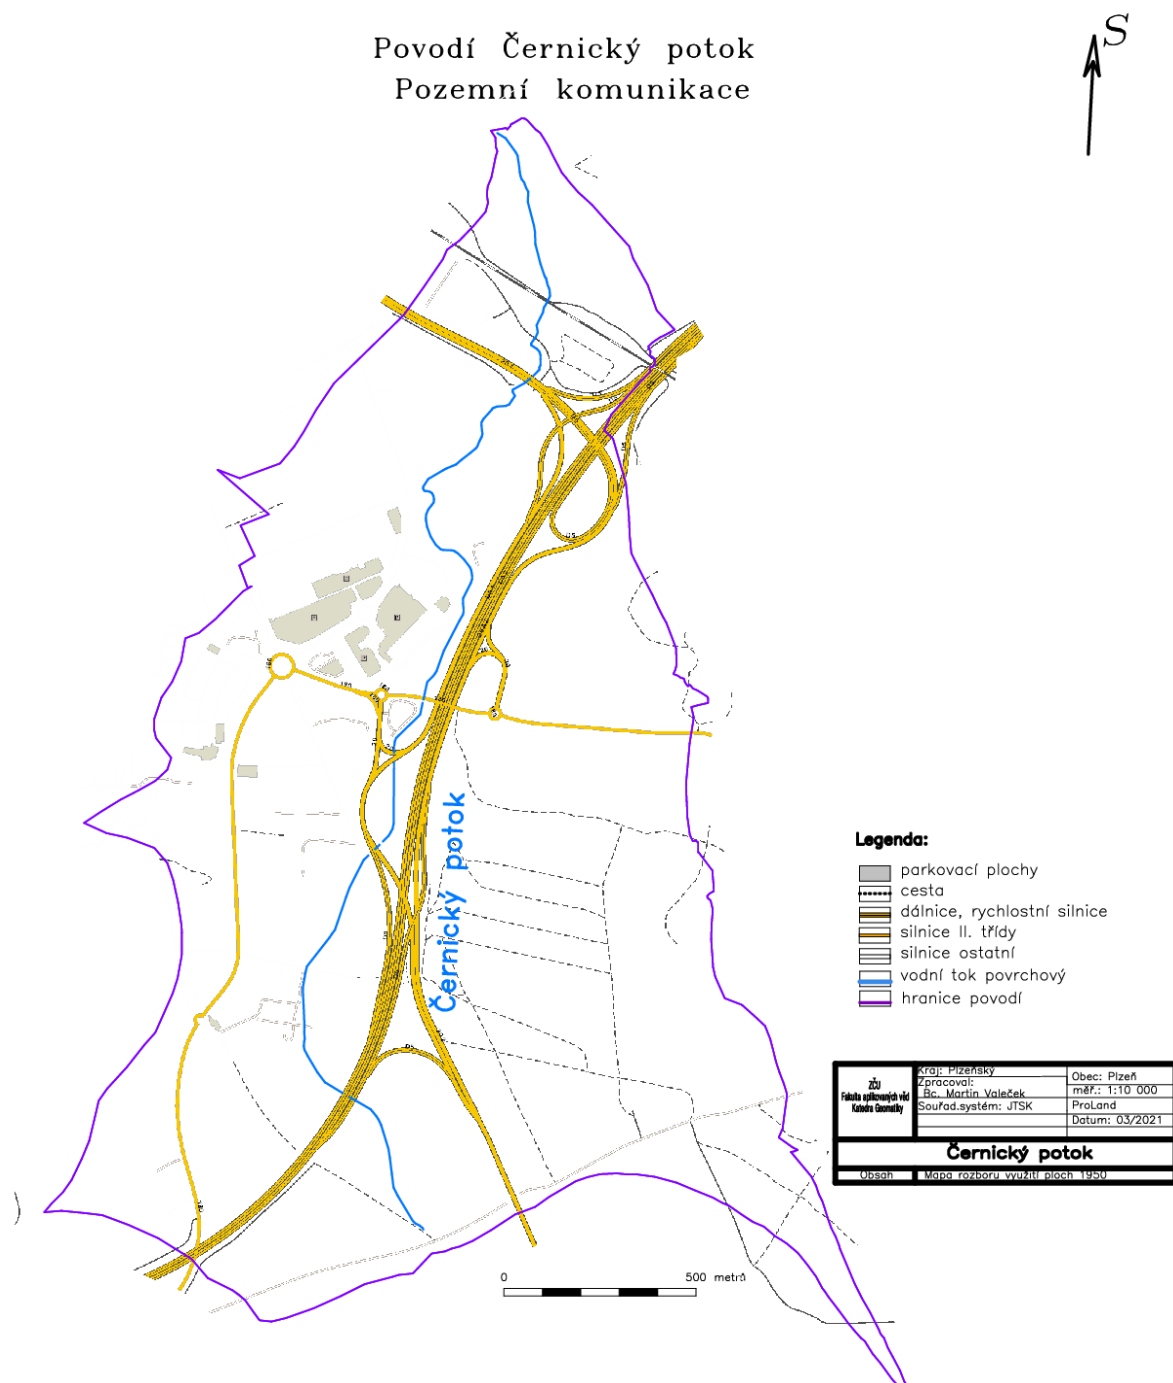 Povodí Černický potok
Pozemní komunikace
S
Černický potok
Legenda:
parkovací plochy
cesta
dálnice, rychlostní silnice
silnice II. třídy
silnice ostatní
vodní tok povrchový
hranice povodí
0 500 metrů
ZČU
Fakulta aplikovaných věd
Katedra Geomatiky
Kraj: Plzeňský
Zpracoval:
Bc. Martin Valeček
Souřad.systém: JTSK
Obec: Plzeň
měř.: 1:10 000
ProLand
Datum: 03/2021
Černický potok
Obsah Mapa rozboru využití ploch 1950